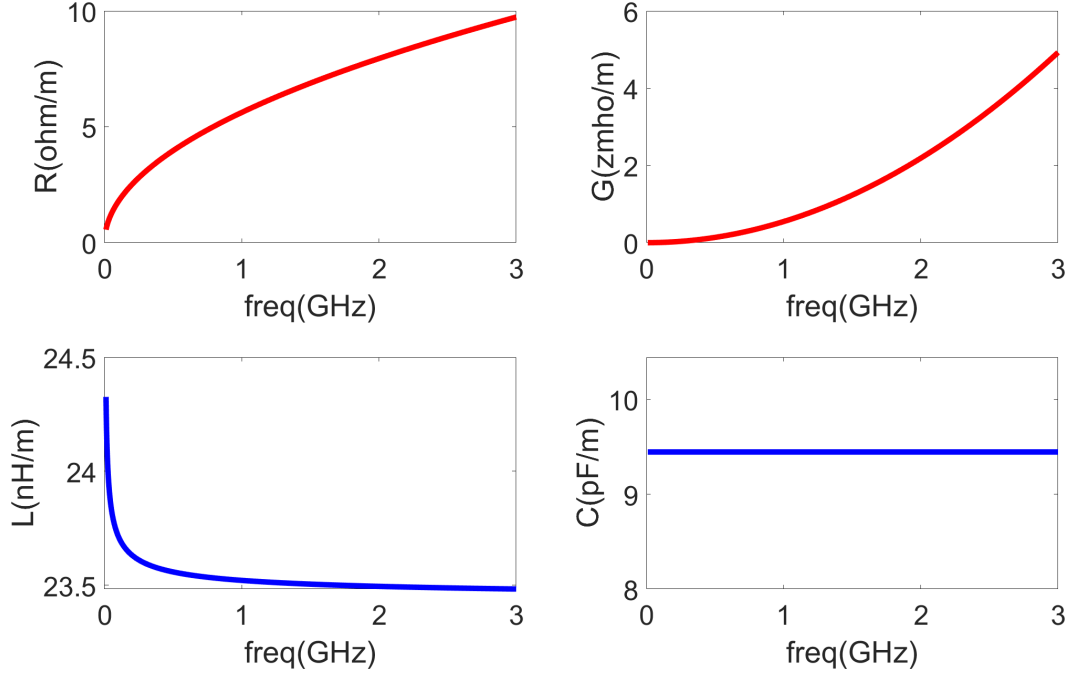 10
5
0
R(ohm/m)
0 1 2 3
freq(GHz)
6
4
2
0
G(zmho/m)
0 1 2 3
freq(GHz)
24.5
24
23.5
L(nH/m)
0 1 2 3
freq(GHz)
10
9
8
C(pF/m)
0 1 2 3
freq(GHz)